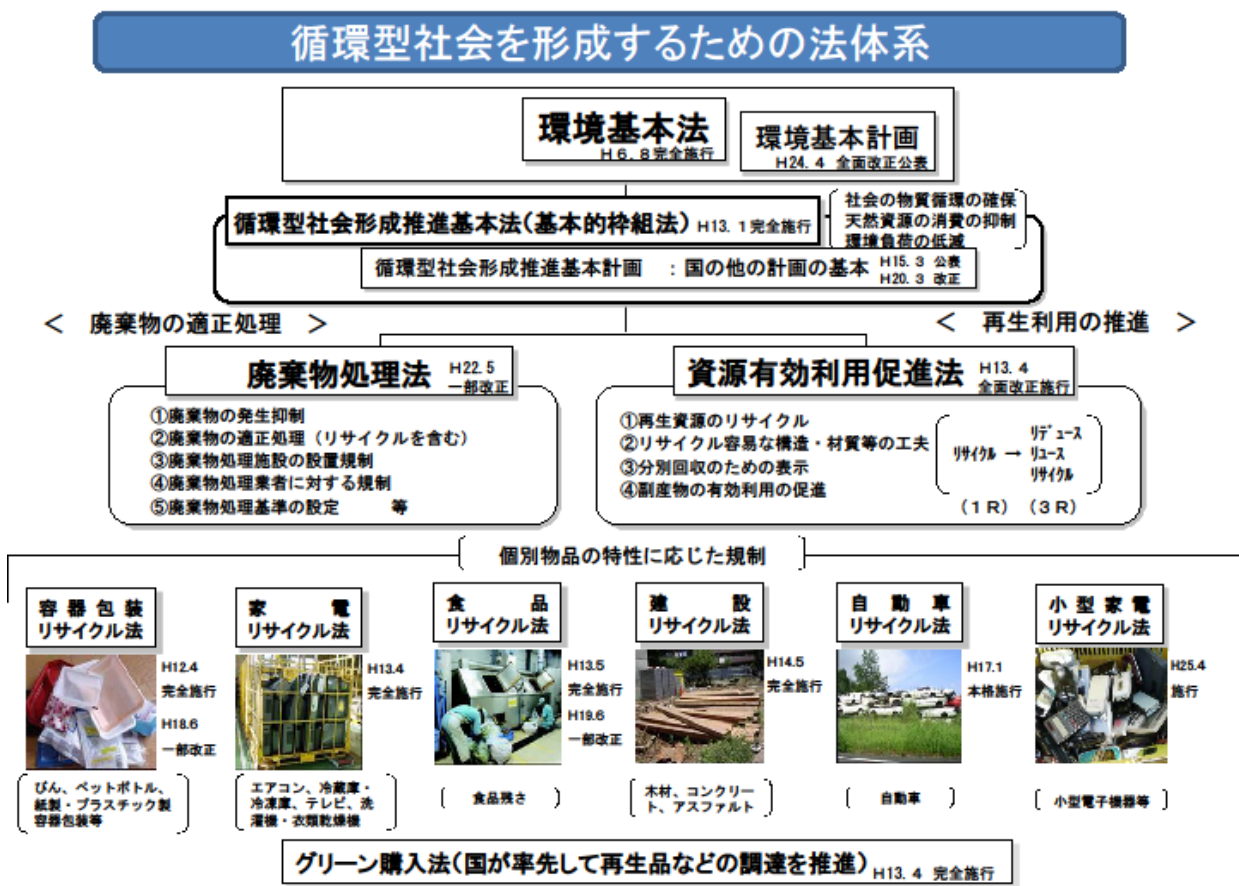 循環型社会を形成するための法体系
環境基本法
H6.8完全施行
環境基本計画
H24.4 全面改正公表
循環型社会形成推進基本法(基本的枠組法) H13.1完全施行
社会の物質循環の確保
天然資源の消費の抑制
環境負荷の低減
循環型社会形成推進基本計画 :国の他の計画の基本
H15.3 公表
H20.3 改正
< 廃棄物の適正処理 >
< 再生利用の推進 >
廃棄物処理法
H22.5
一部改正
①廃棄物の発生抑制
②廃棄物の適正処理(リサイクルを含む)
③廃棄物処理施設の設置規制
④廃棄物処理業者に対する規制
⑤廃棄物処理基準の設定 等
資源有効利用促進法
H13.4
全面改正施行
①再生資源のリサイクル
②リサイクル容易な構造・材質等の工夫
③分別回収のための表示
④副産物の有効利用の促進
リサイクル →
リデュース
リユース
リサイクル
(1R) (3R)
個別物品の特性に応じた規制
容器包装
リサイクル法
H12.4
完全施行
H18.6
一部改正
びん、ペットボトル、
紙製・プラスチック製
容器包装等
家電
リサイクル法
H13.4
完全施行
エアコン、冷蔵庫・
冷凍庫、テレビ、洗
濯機・衣類乾燥機
食品
リサイクル法
H13.5
完全施行
H19.6
一部改正
食品残さ
建設
リサイクル法
H14.5
完全施行
木材、コンクリー
ト、アスファルト
自動車
リサイクル法
H17.1
本格施行
自動車
小型家電
リサイクル法
H25.4
施行
小型電子機器等
グリーン購入法(国が率先して再生品などの調達を推進) H13.4 完全施行